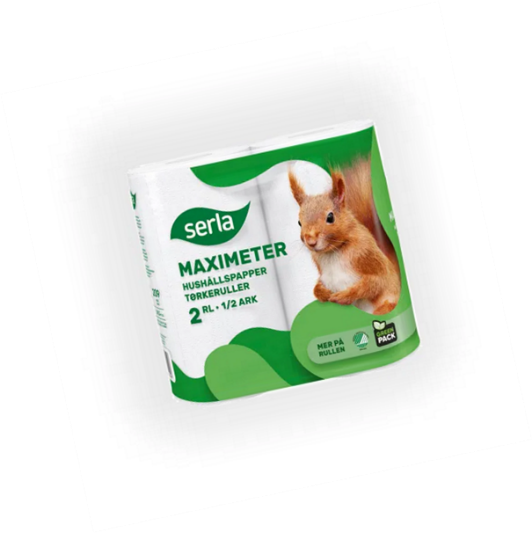 serla
MAXIMETER
HUSHÅLLSPAPPER
TØRKERULLER
2 RL • 1/2 ARK
MER PÅ
RULLEN
GREEN
PACK